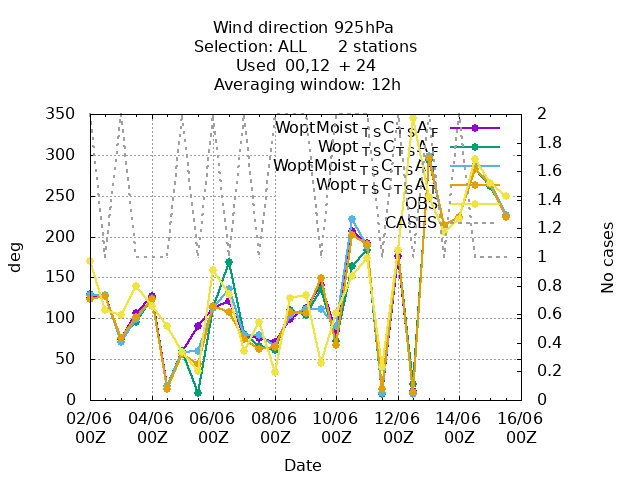 Wind direction 925hPa
Selection: ALL 2 stations
Used 00,12 + 24
Averaging window: 12h
350
300
250
200
150
100
50
0
deg
2
1.8
1.6
1.4
1.2
1
0.8
0.6
0.4
0.2
0
No cases
WoptMoist T S C T S A F
Wopt T S C T S A F
WoptMoist T S C T S A T
Wopt T S C T S A T
OBS
CASES
02/06 04/06 06/06 08/06 10/06 12/06 14/06 16/06
00Z 00Z 00Z 00Z 00Z 00Z 00Z 00Z
Date